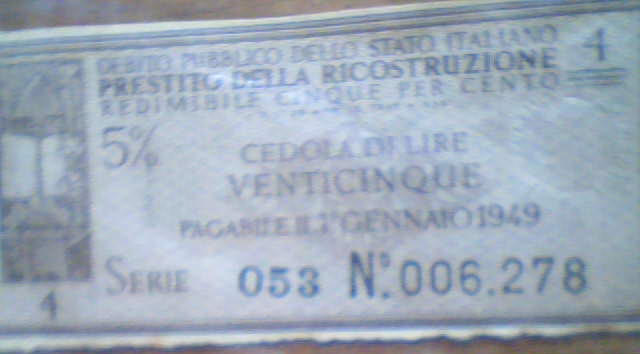 DEBITO PUBBLICO DELLO STATO ITALIANO
4
PRESTITO DELLA RICOSTRUZIONE
REDIMIBILE CINQUE PER CENTO
5%
CEDOLA DI LIRE
VENTICINQUE
PAGABILE IL 1° GENNAIO 1949
SERIE 053 N.º 006.278
4